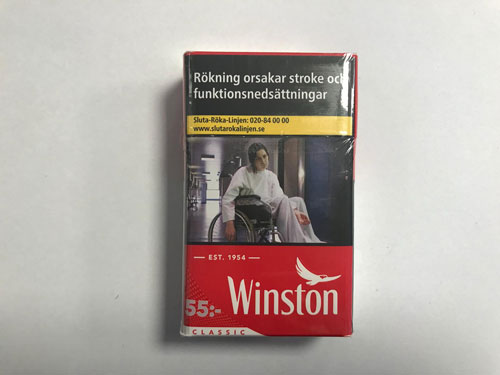 Rökning orsakar stroke och
funktionsnedsättningar
Sluta-Röka-Linjen: 020-84 00 00
www.slutarokalinjen.se
EST. 1954
55:- Winston
CLASSIC